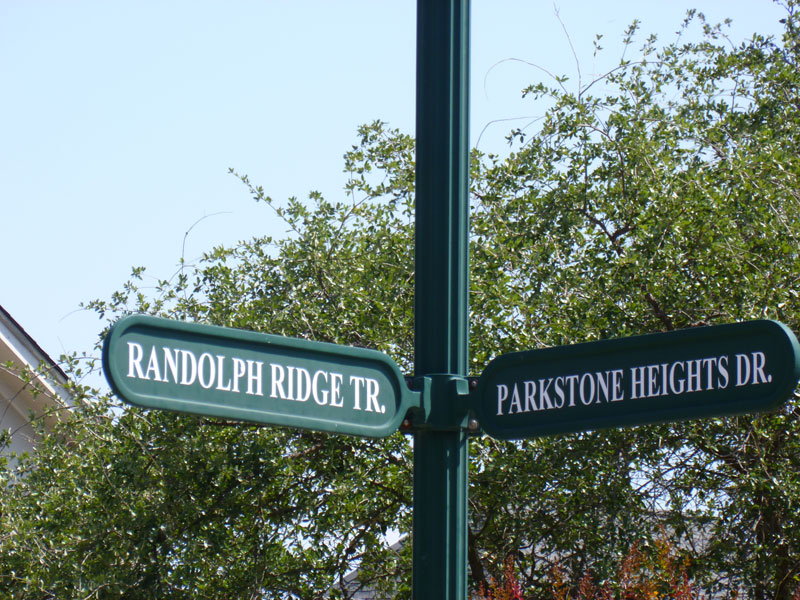 RANDOLPH RIDGE TR.
PARKSTONE HEIGHTS DR.